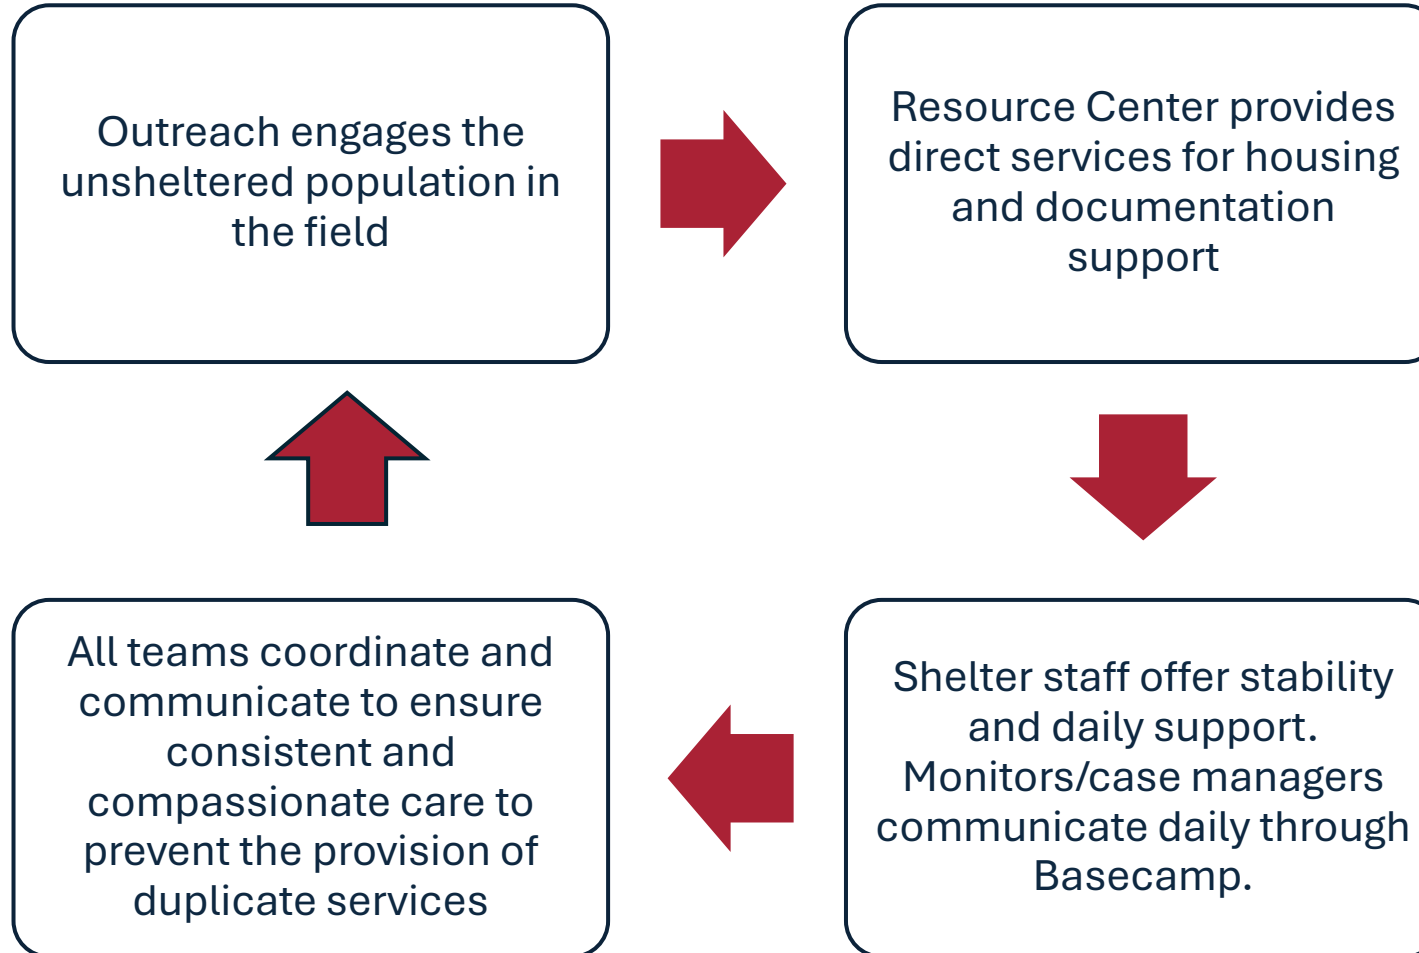 Outreach engages the
unsheltered population in
the field
Resource Center provides
direct services for housing
and documentation
support
Shelter staff offer stability
and daily support.
Monitors/case managers
communicate daily through
Basecamp.
All teams coordinate and
communicate to ensure
consistent and
compassionate care to
prevent the provision of
duplicate services